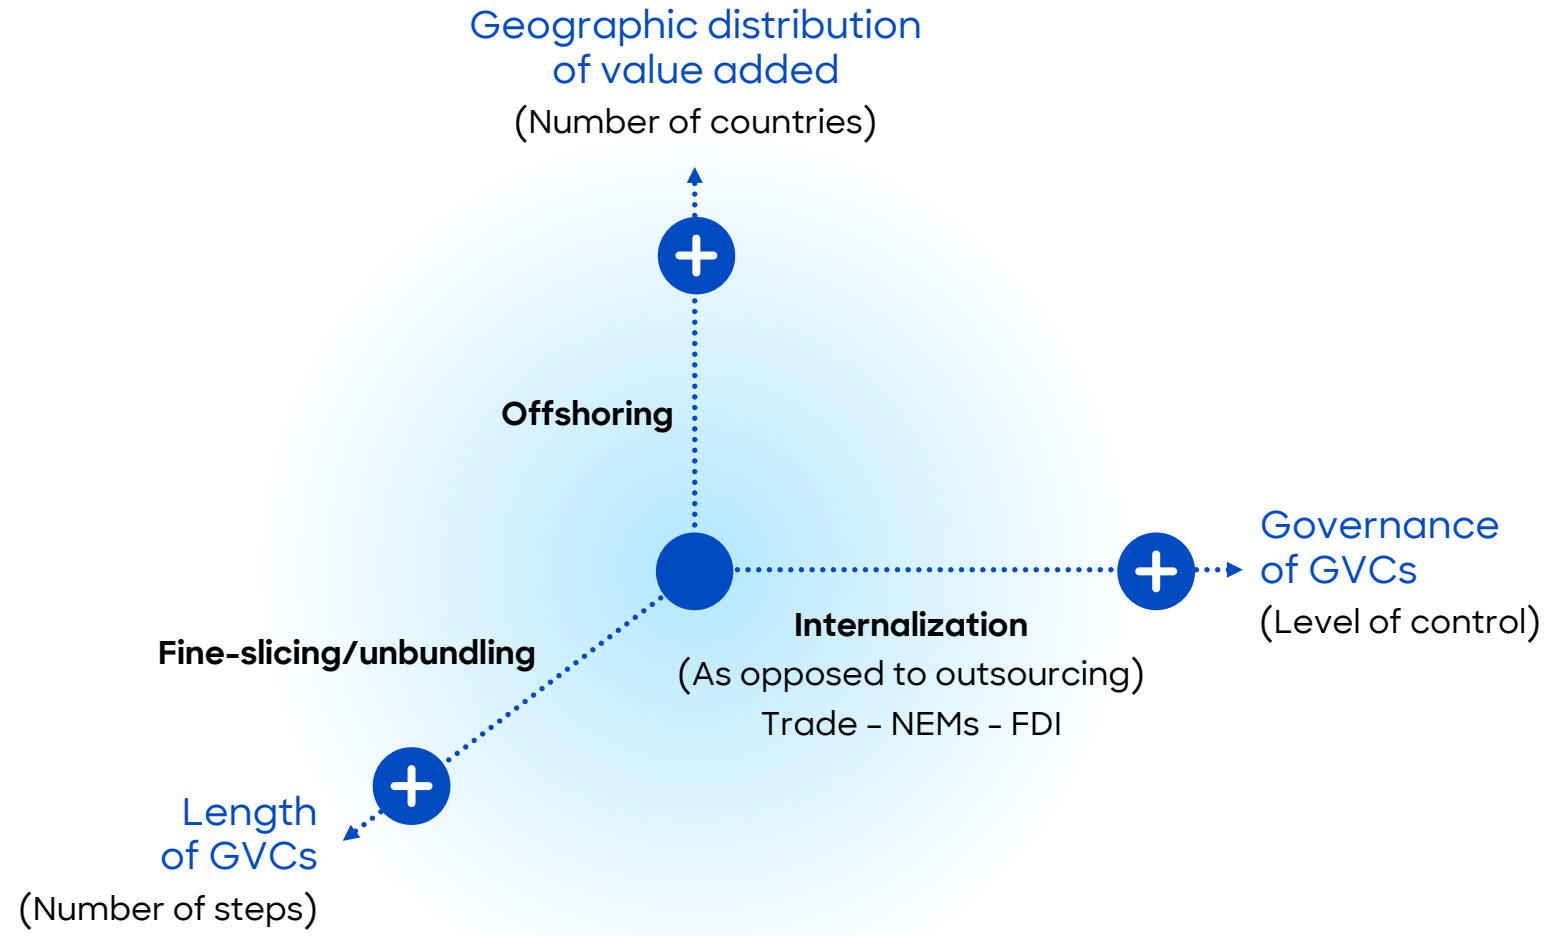 Geographic distribution
of value added
(Number of countries)
Offshoring
Governance
of GVCs
(Level of control)
Internalization
(As opposed to outsourcing)
Trade – NEMs - FDI
Fine-slicing/unbundling
Length
of GVCs
(Number of steps)